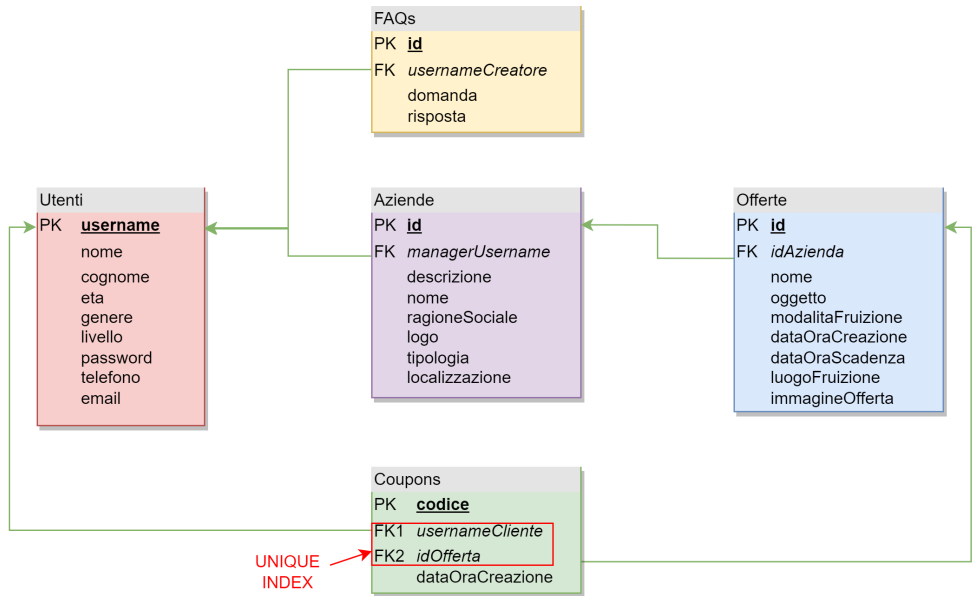 FAQs
PK id
FK usernameCreatore
domanda
risposta
Utenti
PK username
nome
cognome
eta
genere
livello
password
telefono
email
Aziende
PK id
FK managerUsername
descrizione
nome
ragioneSociale
logo
tipologia
localizzazione
Offerte
PK id
FK idAzienda
nome
oggetto
modalitaFruizione
dataOraCreazione
dataOraScadenza
luogoFruizione
immagineOfferta
Coupons
PK codice
FK1 usernameCliente
FK2 idOfferta
dataOraCreazione
UNIQUE
INDEX